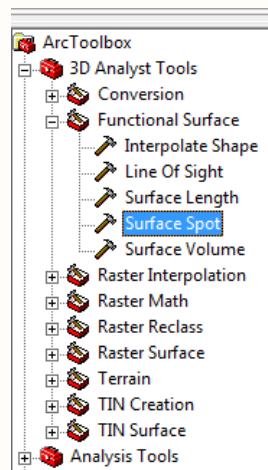 ArcToolbox
3D Analyst Tools
Conversion
Functional Surface
Interpolate Shape
Line Of Sight
Surface Length
Surface Spot
Surface Volume
Raster Interpolation
Raster Math
Raster Reclass
Raster Surface
Terrain
TIN Creation
TIN Surface
Analysis Tools